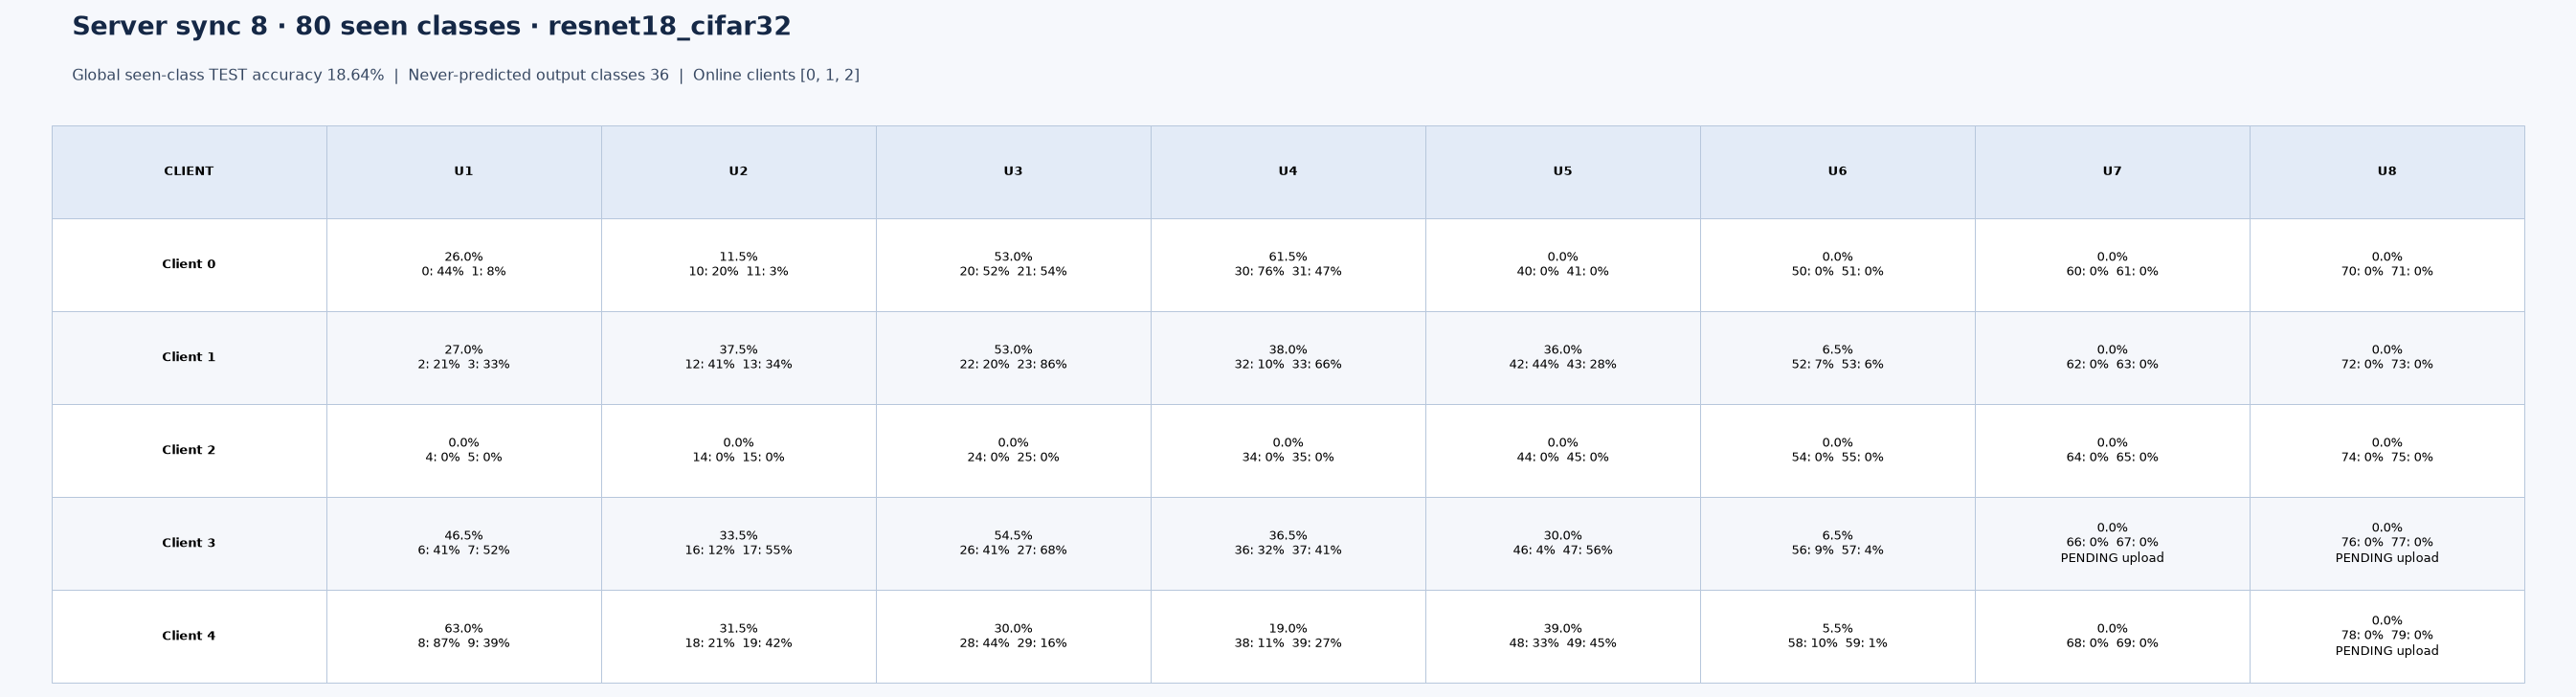 Server sync 8 · 80 seen classes · resnet18_cifar32
Global seen-class TEST accuracy 18.64% | Never-predicted output classes 36 | Online clients [0, 1, 2]
CLIENT U1 U2 U3 U4 U5 U6 U7 U8
Client 0
26.0%
0: 44% 1: 8%
11.5%
10: 20% 11: 3%
53.0%
20: 52% 21: 54%
61.5%
30: 76% 31: 47%
0.0%
40: 0% 41: 0%
0.0%
50: 0% 51: 0%
0.0%
60: 0% 61: 0%
0.0%
70: 0% 71: 0%
Client 1
27.0%
2: 21% 3: 33%
37.5%
12: 41% 13: 34%
53.0%
22: 20% 23: 86%
38.0%
32: 10% 33: 66%
36.0%
42: 44% 43: 28%
6.5%
52: 7% 53: 6%
0.0%
62: 0% 63: 0%
0.0%
72: 0% 73: 0%
Client 2
0.0%
4: 0% 5: 0%
0.0%
14: 0% 15: 0%
0.0%
24: 0% 25: 0%
0.0%
34: 0% 35: 0%
0.0%
44: 0% 45: 0%
0.0%
54: 0% 55: 0%
0.0%
64: 0% 65: 0%
0.0%
74: 0% 75: 0%
Client 3
46.5%
6: 41% 7: 52%
33.5%
16: 12% 17: 55%
54.5%
26: 41% 27: 68%
36.5%
36: 32% 37: 41%
30.0%
46: 4% 47: 56%
6.5%
56: 9% 57: 4%
0.0%
66: 0% 67: 0%
PENDING upload
0.0%
76: 0% 77: 0%
PENDING upload
Client 4
63.0%
8: 87% 9: 39%
31.5%
18: 21% 19: 42%
30.0%
28: 44% 29: 16%
19.0%
38: 11% 39: 27%
39.0%
48: 33% 49: 45%
5.5%
58: 10% 59: 1%
0.0%
68: 0% 69: 0%
0.0%
78: 0% 79: 0%
PENDING upload